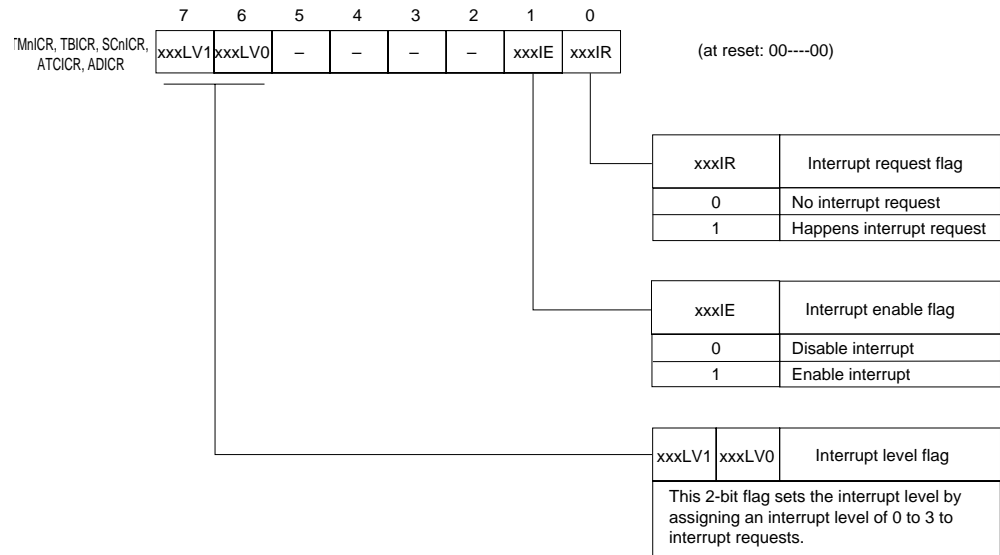 7 6 5 4 3 2 1 0
TMnICR, TBICR, SCnICR,
ATCICR, ADICR
xxxLV1 xxxLV0 – – – – xxxIE xxxIR
(at reset: 00----00)
xxxIR Interrupt request flag
0 No interrupt request
1 Happens interrupt request
xxxIE Interrupt enable flag
0 Disable interrupt
1 Enable interrupt
xxxLV1 xxxLV0 Interrupt level flag
This 2-bit flag sets the interrupt level by
assigning an interrupt level of 0 to 3 to
interrupt requests.